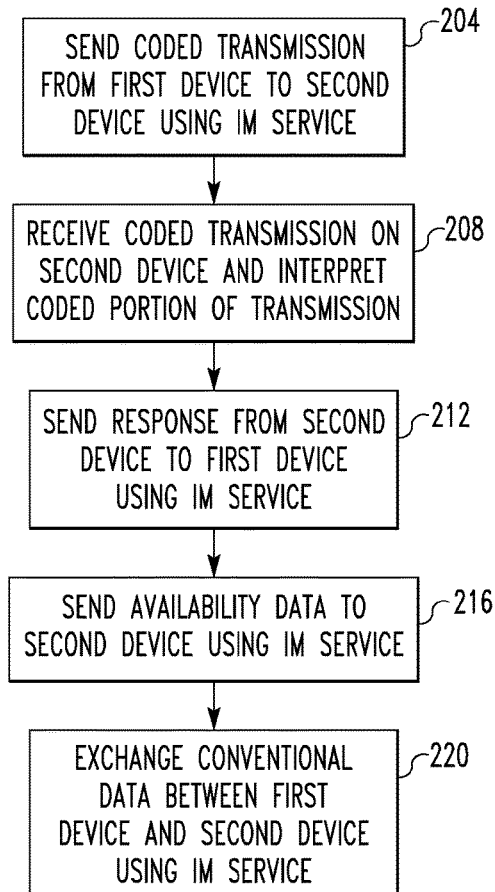 204
SEND CODED TRANSMISSION
FROM FIRST DEVICE TO SECOND
DEVICE USING IM SERVICE
208
RECEIVE CODED TRANSMISSION ON
SECOND DEVICE AND INTERPRET
CODED PORTION OF TRANSMISSION
212
SEND RESPONSE FROM SECOND
DEVICE TO FIRST DEVICE
USING IM SERVICE
216
SEND AVAILABILITY DATA TO
SECOND DEVICE USING IM SERVICE
220
EXCHANGE CONVENTIONAL
DATA BETWEEN FIRST
DEVICE AND SECOND DEVICE
USING IM SERVICE